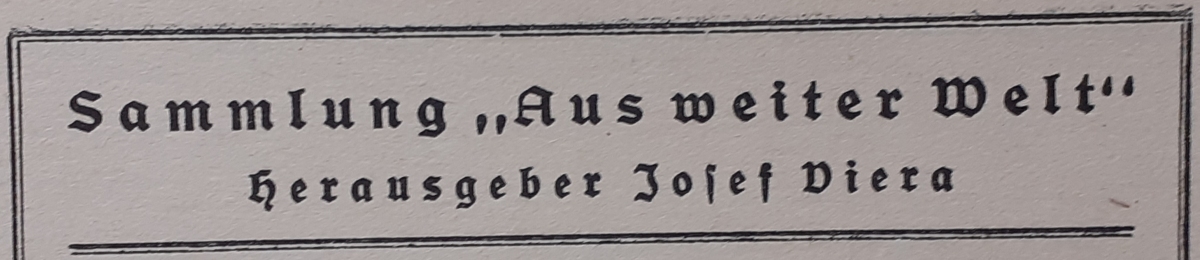 Sammlung „Aus weiter Welt“
Herausgeber Joſef Viera